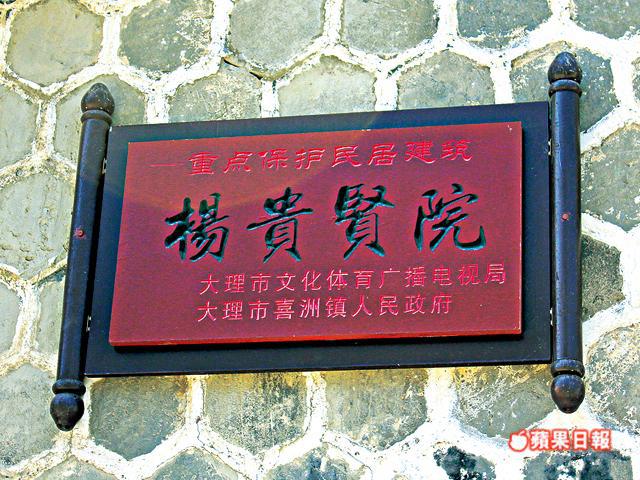 一重点保护民居建筑
楊貴賢院
大理市文化体育广播电视局
大理市喜洲镇人民政府
蘋果日報